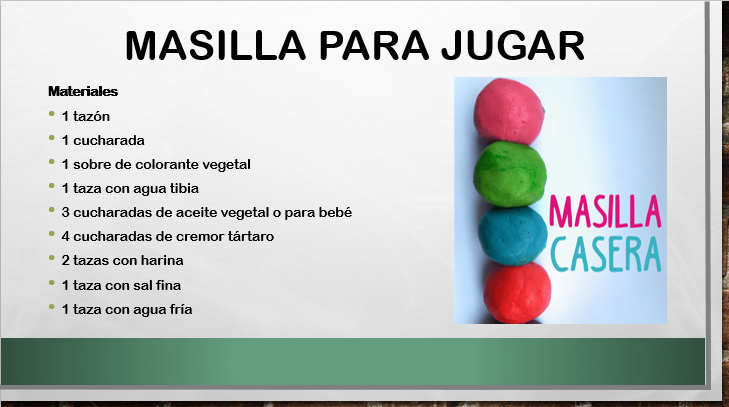 MASILLA PARA JUGAR
Materiales
• 1 tazón
• 1 cucharada
• 1 sobre de colorante vegetal
• 1 taza con agua tibia
• 3 cucharadas de aceite vegetal o para bebé
• 4 cucharadas de cremor tártaro
• 2 tazas con harina
• 1 taza con sal fina
• 1 taza con agua fría
MASILLA
CASERA